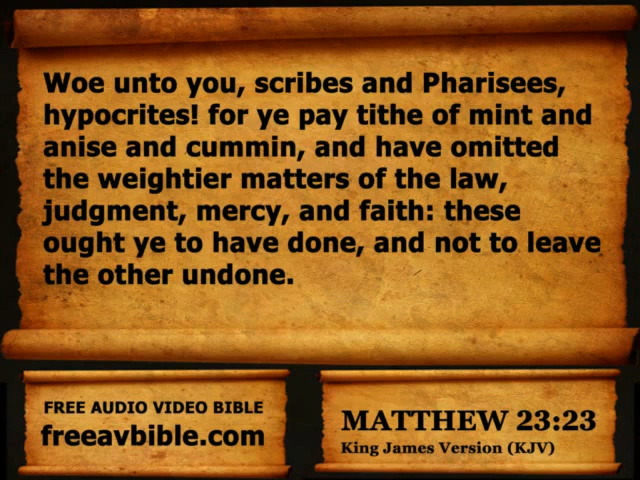 Woe unto you, scribes and Pharisees,
hypocrites! for ye pay tithe of mint and
anise and cummin, and have omitted
the weightier matters of the law,
judgment, mercy, and faith: these
ought ye to have done, and not to leave
the other undone.
FREE AUDIO VIDEO BIBLE
freeavbible.com
MATTHEW 23:23
King James Version (KJV)